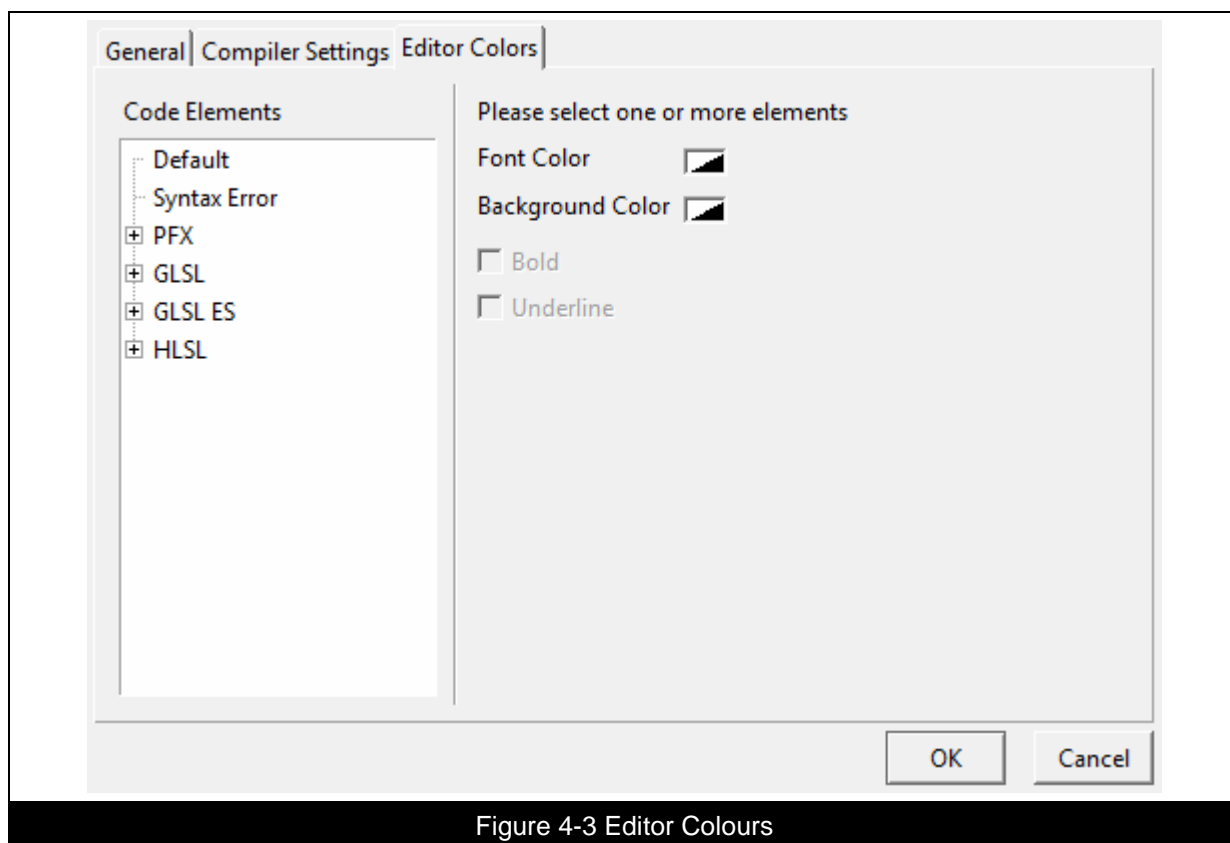 General Compiler Settings Editor Colors
Code Elements
Default
Syntax Error
PFX
GLSL
GLSL ES
HLSL
Please select one or more elements
Font Color
Background Color
Bold
Underline
OK Cancel
Figure 4-3 Editor Colours